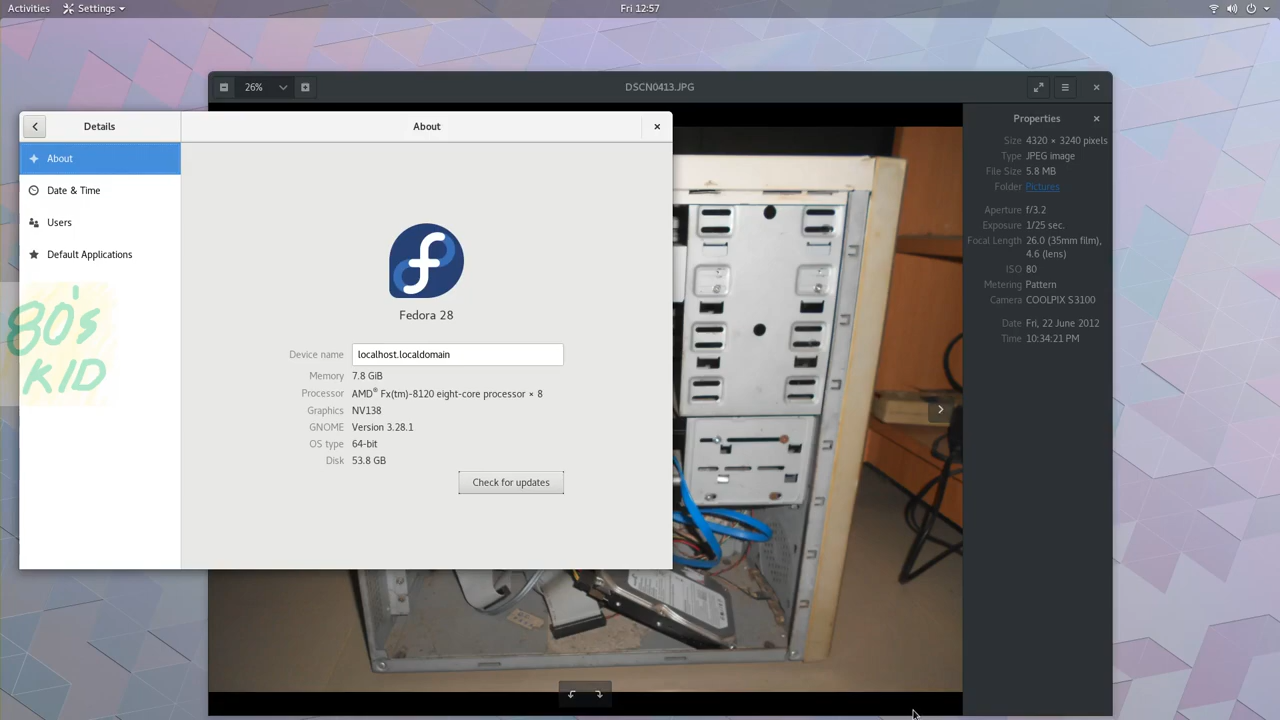 Activities
Settings
Fri 12:57
26%
DSCN0413.JPG
Details
About
About
Date & Time
Users
Default Applications
80's
KID
Fedora 28
Device name localhost.localdomain
Memory 7.8 GiB
Processor AMD® Fx(tm)-8120 eight-core processor × 8
Graphics NV138
GNOME Version 3.28.1
OS type 64-bit
Disk 53.8 GB
Check for updates
Properties
Size 4320 × 3240 pixels
Type JPEG image
File Size 5.8 MB
Folder Pictures
Aperture f/3.2
Exposure 1/25 sec.
Focal Length 26.0 (35mm film),
4.6 (lens)
ISO 80
Metering Pattern
Camera COOLPIX S3100
Date Fri, 22 June 2012
Time 10:34:21 PM